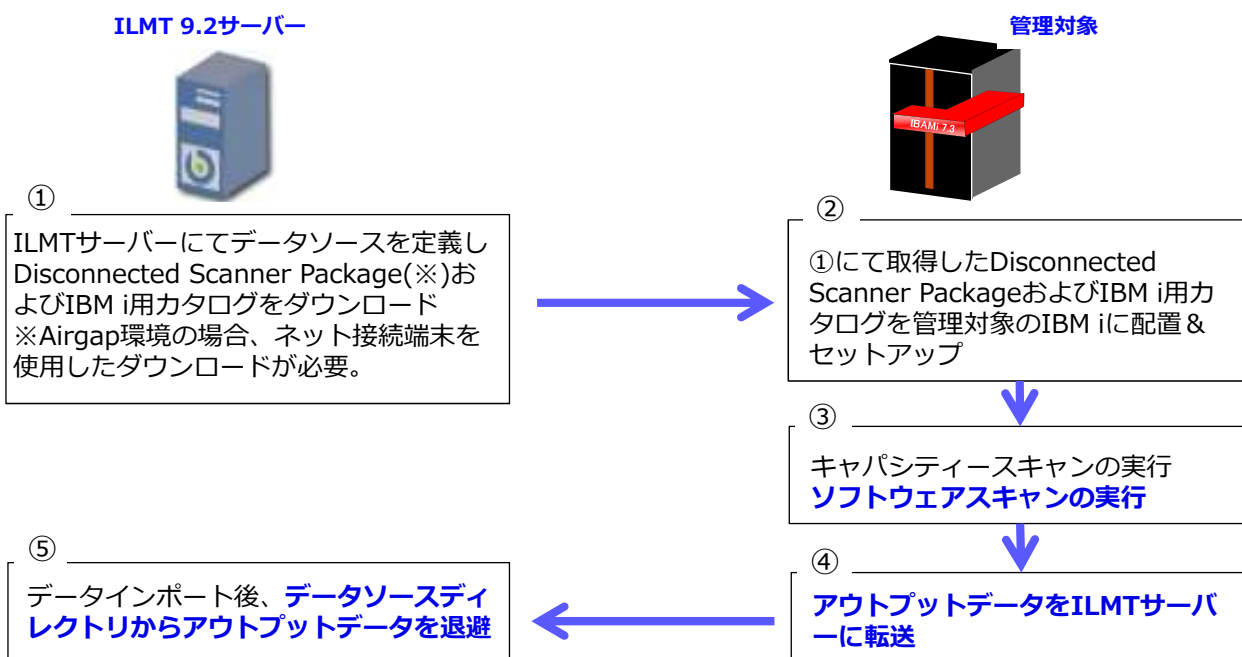 ILMT 9.2サーバー
管理対象
IBAMi 7.3
①
ILMTサーバーにてデータソースを定義し
Disconnected Scanner Package(※)お
よびIBM i用カタログをダウンロード
※Airgap環境の場合、ネット接続端末を
使用したダウンロードが必要。
②
①にて取得したDisconnected
Scanner PackageおよびIBM i用カ
タログを管理対象のIBM iに配置＆
セットアップ
③
キャパシティースキャンの実行
ソフトウェアスキャンの実行
④
アウトプットデータをILMTサーバ
ーに転送
⑤
データインポート後、データソースディ
レクトリからアウトプットデータを退避